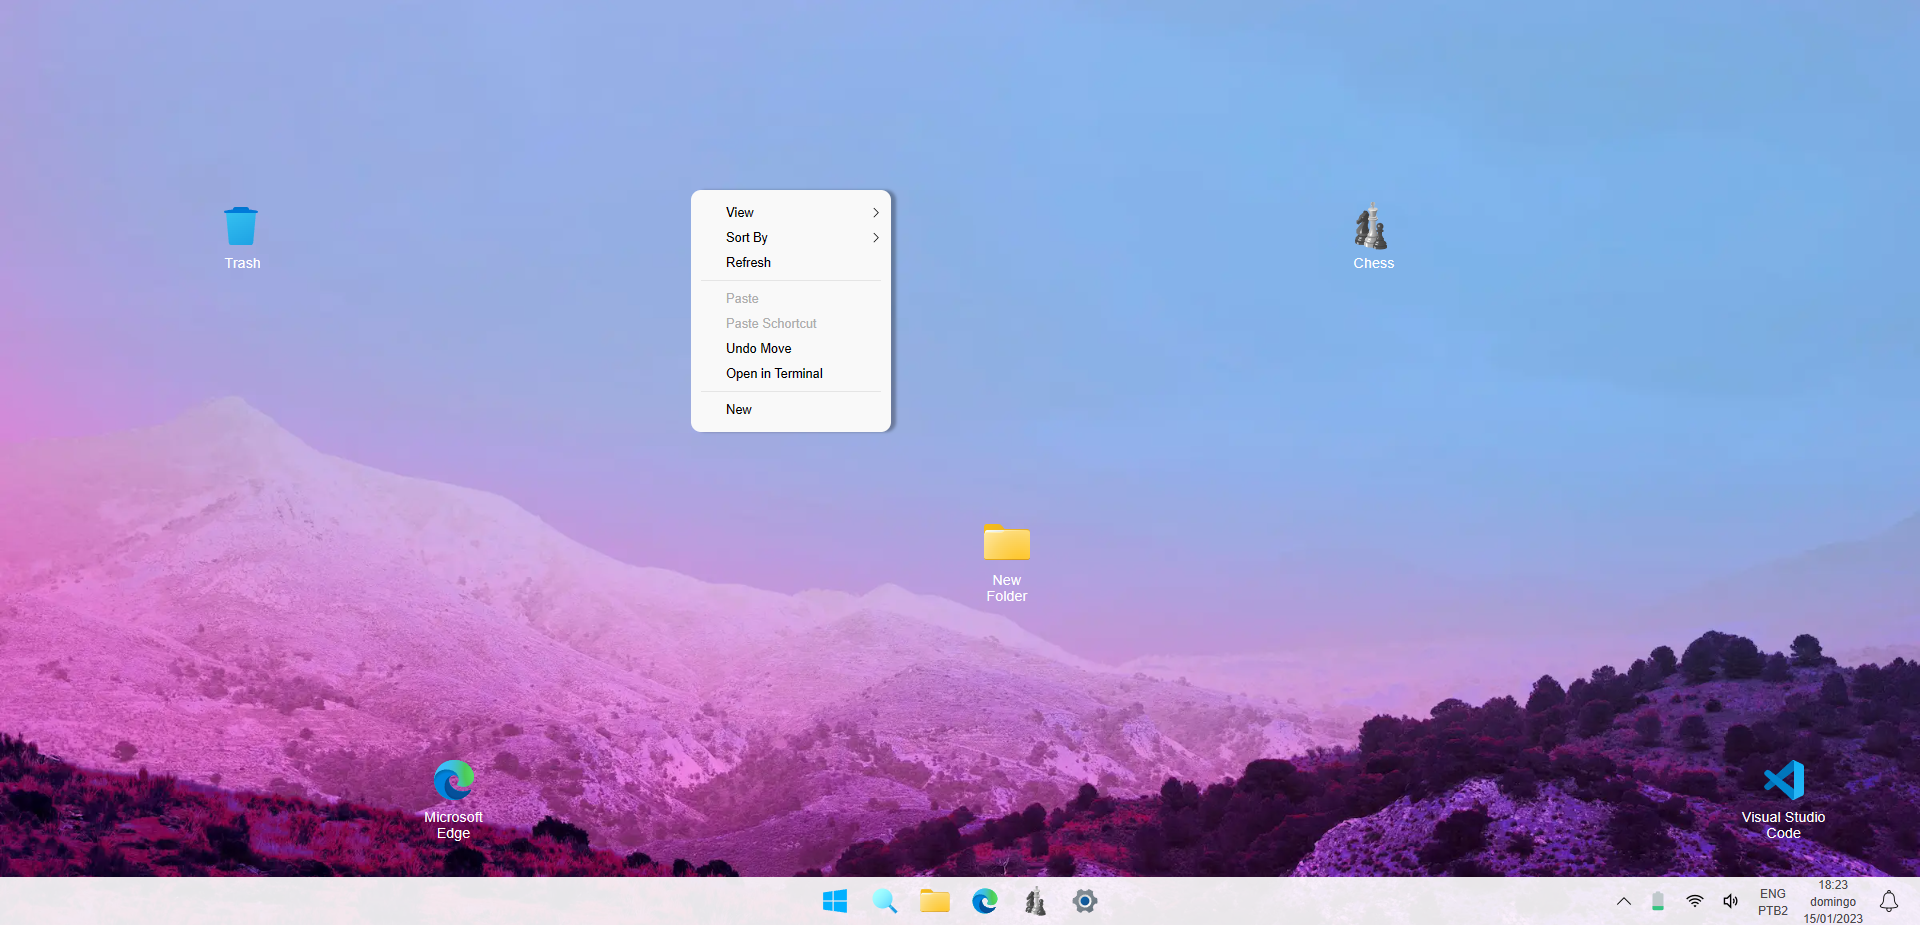 Trash
View
Sort By
Refresh
Paste
Paste Schortcut
Undo Move
Open in Terminal
New
Chess
New
Folder
Microsoft
Edge
Visual Studio
Code
ENG
PTB2
18:23
domingo
15/01/2023